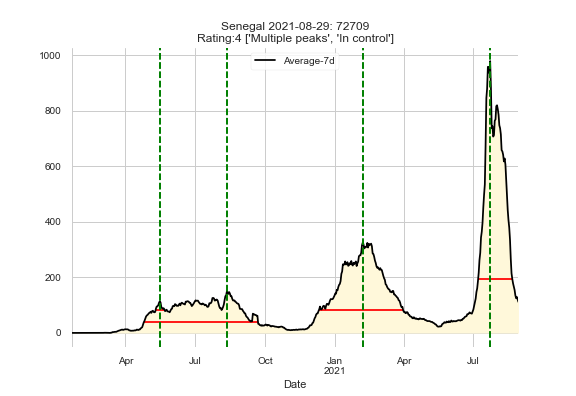 Senegal 2021-08-29: 72709
Rating:4 ['Multiple peaks', 'In control']
Average-7d
1000
800
600
400
200
0
Apr Jul Oct Jan Apr Jul
2021
Date